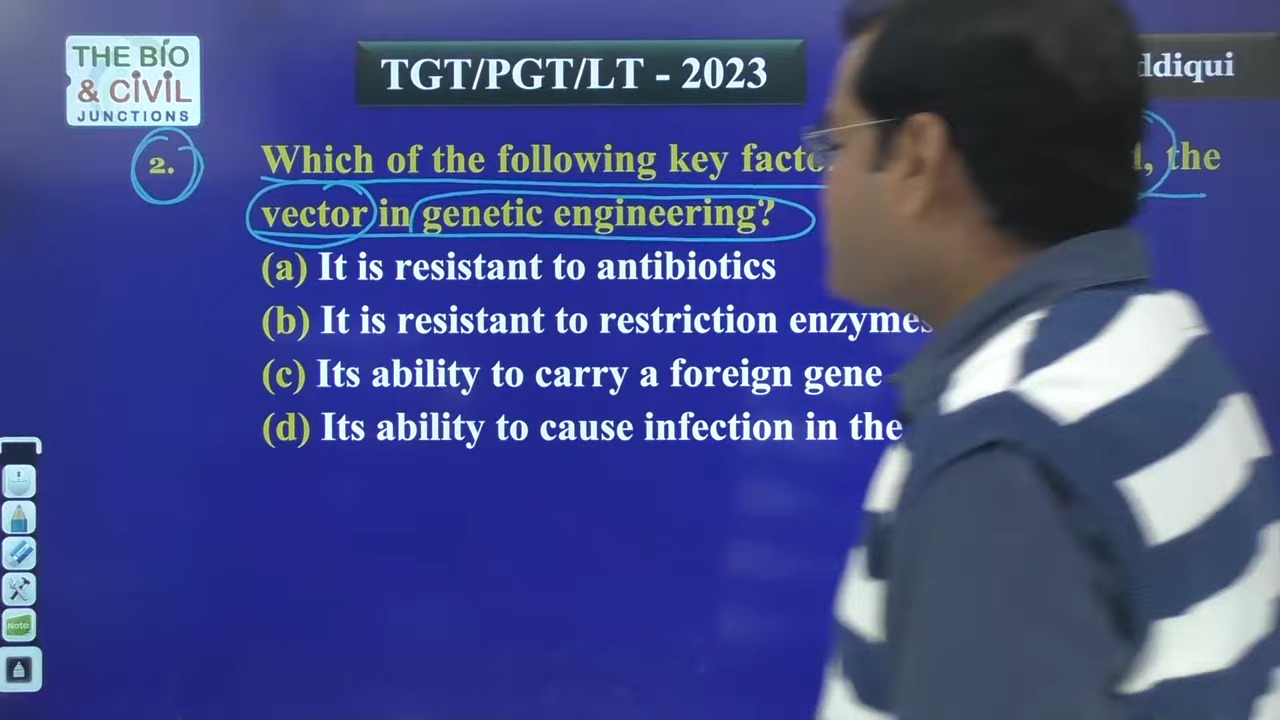 THE BIO
& CIVIL
JUNCTIONS
TGT/PGT/LT - 2023
ddiqui
2.
Which of the following key facto the
vector in genetic engineering?
(a) It is resistant to antibiotics
(b) It is resistant to restriction enzymes
(c) Its ability to carry a foreign gene
(d) Its ability to cause infection in the
Note